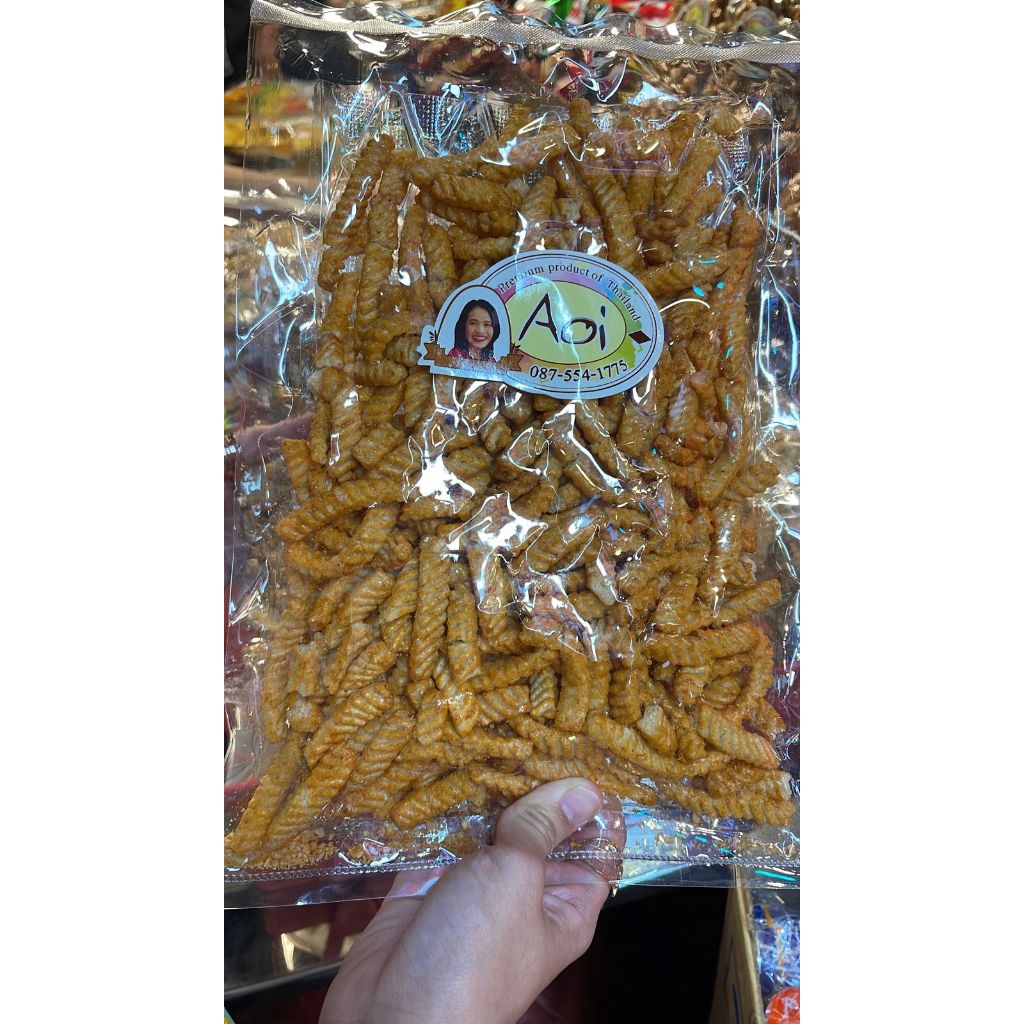 Premium product of Thailand
Aoi
087-554-1775